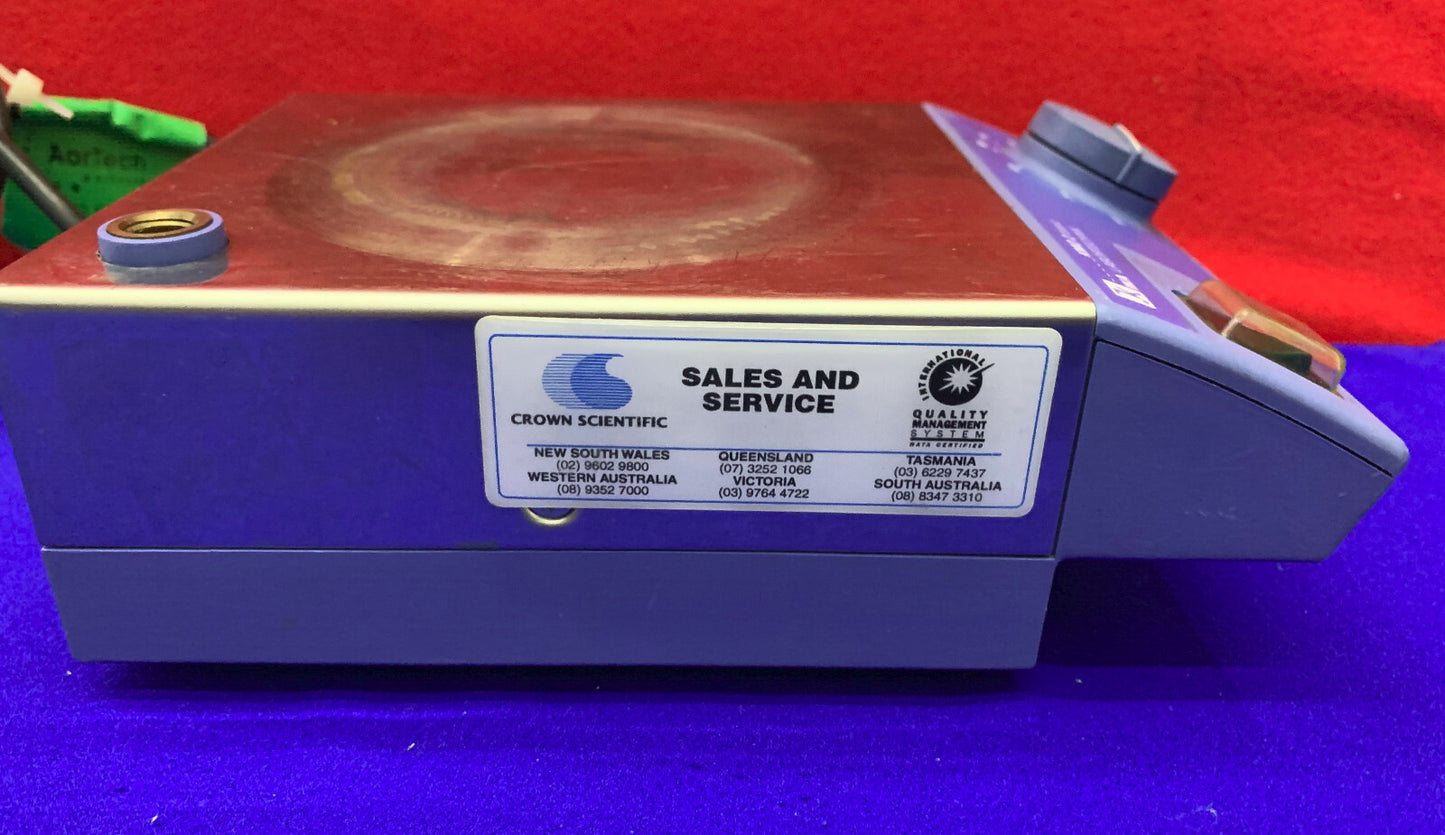 AorTech
SALES AND
SERVICE
CROWN SCIENTIFIC
INTERNATIONAL
QUALITY
MANAGEMENT
SYSTEM
NATA CERTIFIED
NEW SOUTH WALES
(02) 9602 9800
WESTERN AUSTRALIA
(08) 9352 7000
QUEENSLAND
(07) 3252 1066
VICTORIA
(03) 9764 4722
TASMANIA
(03) 6229 7437
SOUTH AUSTRALIA
(08) 8347 3310